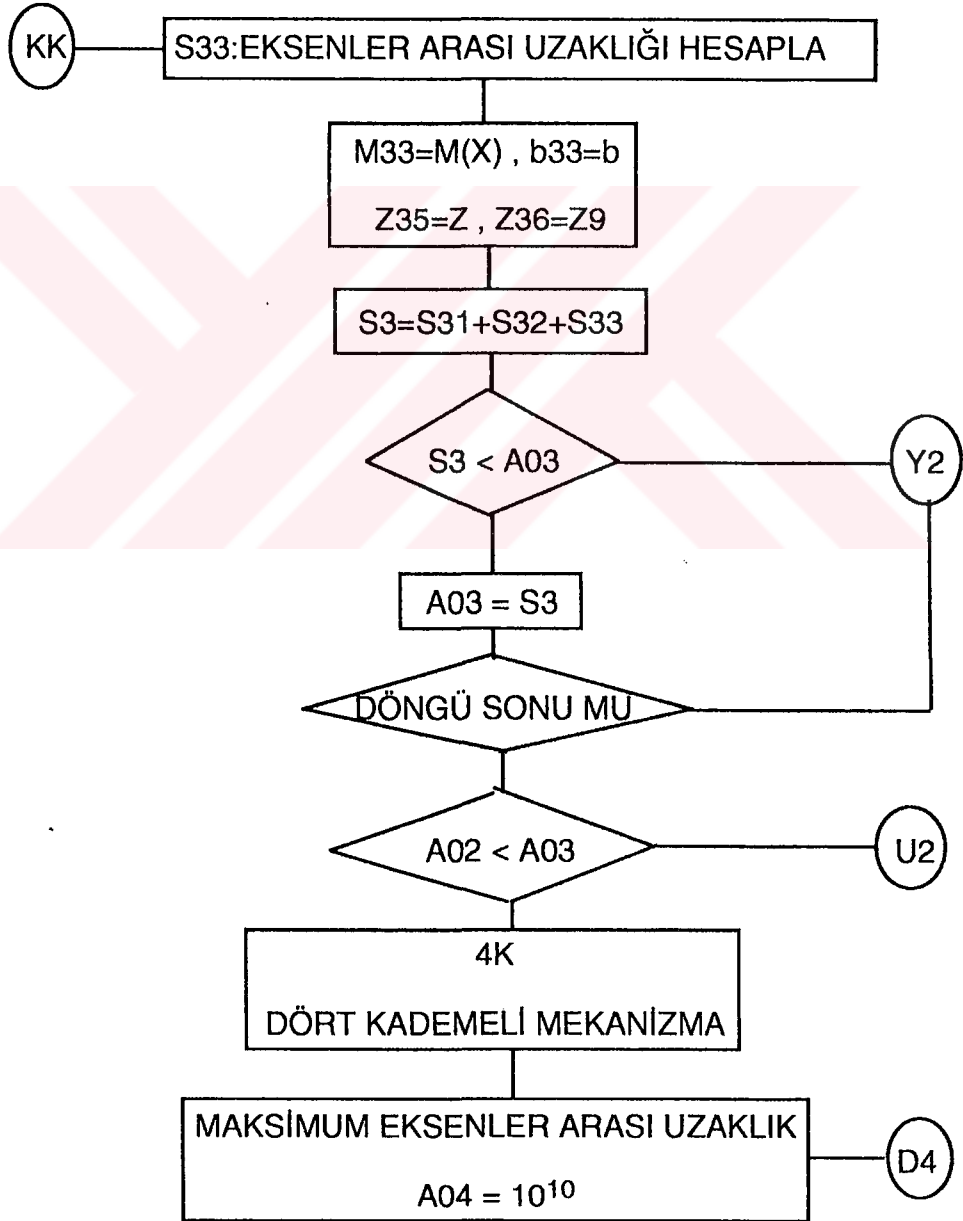 KK
S33:EKSENLER ARASI UZAKLIĞI HESAPLA
M33=M(X) , b33=b
Z35=Z , Z36=Z9
S3=S31+S32+S33
S3 < A03
Y2
A03 = S3
DÖNGÜ SONU MU
A02 < A03
U2
4K
DÖRT KADEMELİ MEKANİZMA
MAKSİMUM EKSENLER ARASI UZAKLIK
D4
A04 = 10¹⁰